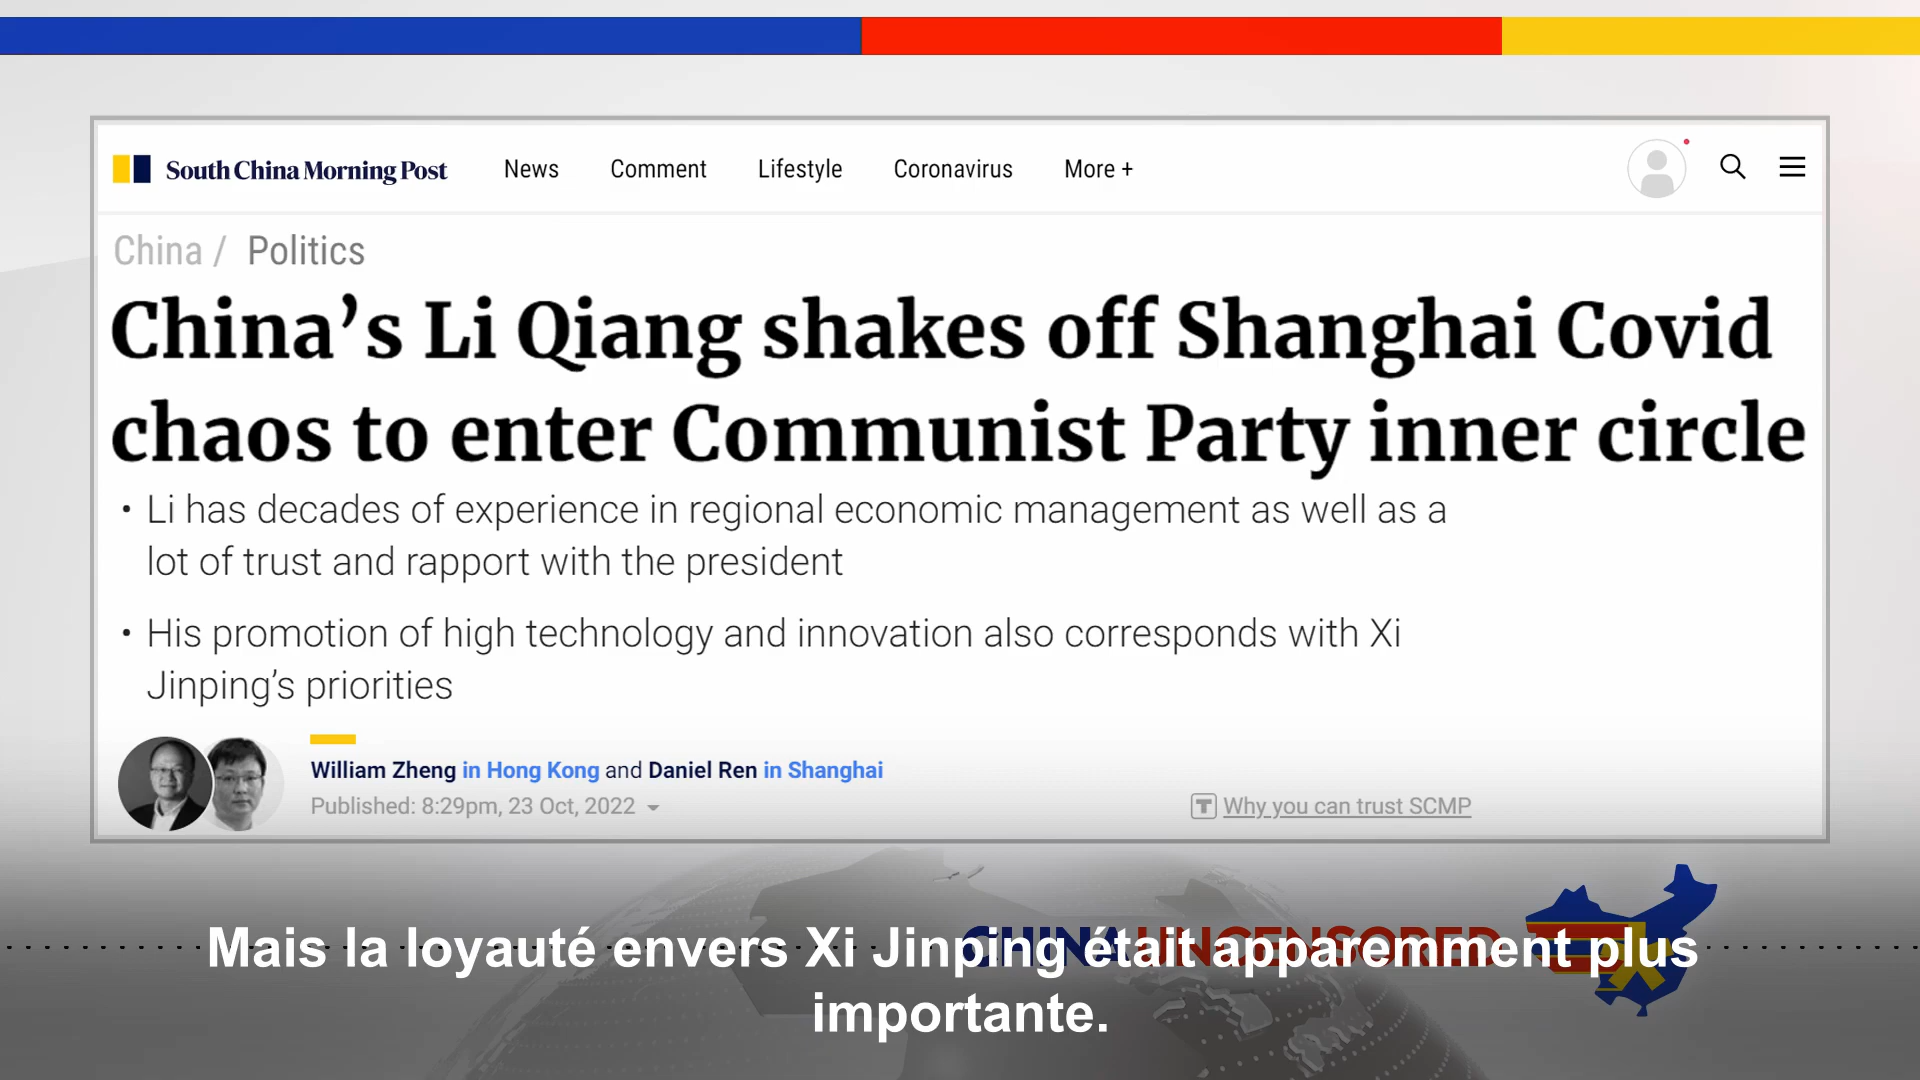 South China Morning Post News Comment Lifestyle Coronavirus More +
China / Politics
China's Li Qiang shakes off Shanghai Covid
chaos to enter Communist Party inner circle
• Li has decades of experience in regional economic management as well as a
lot of trust and rapport with the president
• His promotion of high technology and innovation also corresponds with Xi
Jinping's priorities
William Zheng in Hong Kong and Daniel Ren in Shanghai
Published: 8:29pm, 23 Oct, 2022
T Why you can trust SCMP
CHINA UNCENSORED
Mais la loyauté envers Xi Jinping était apparemment plus
importante.